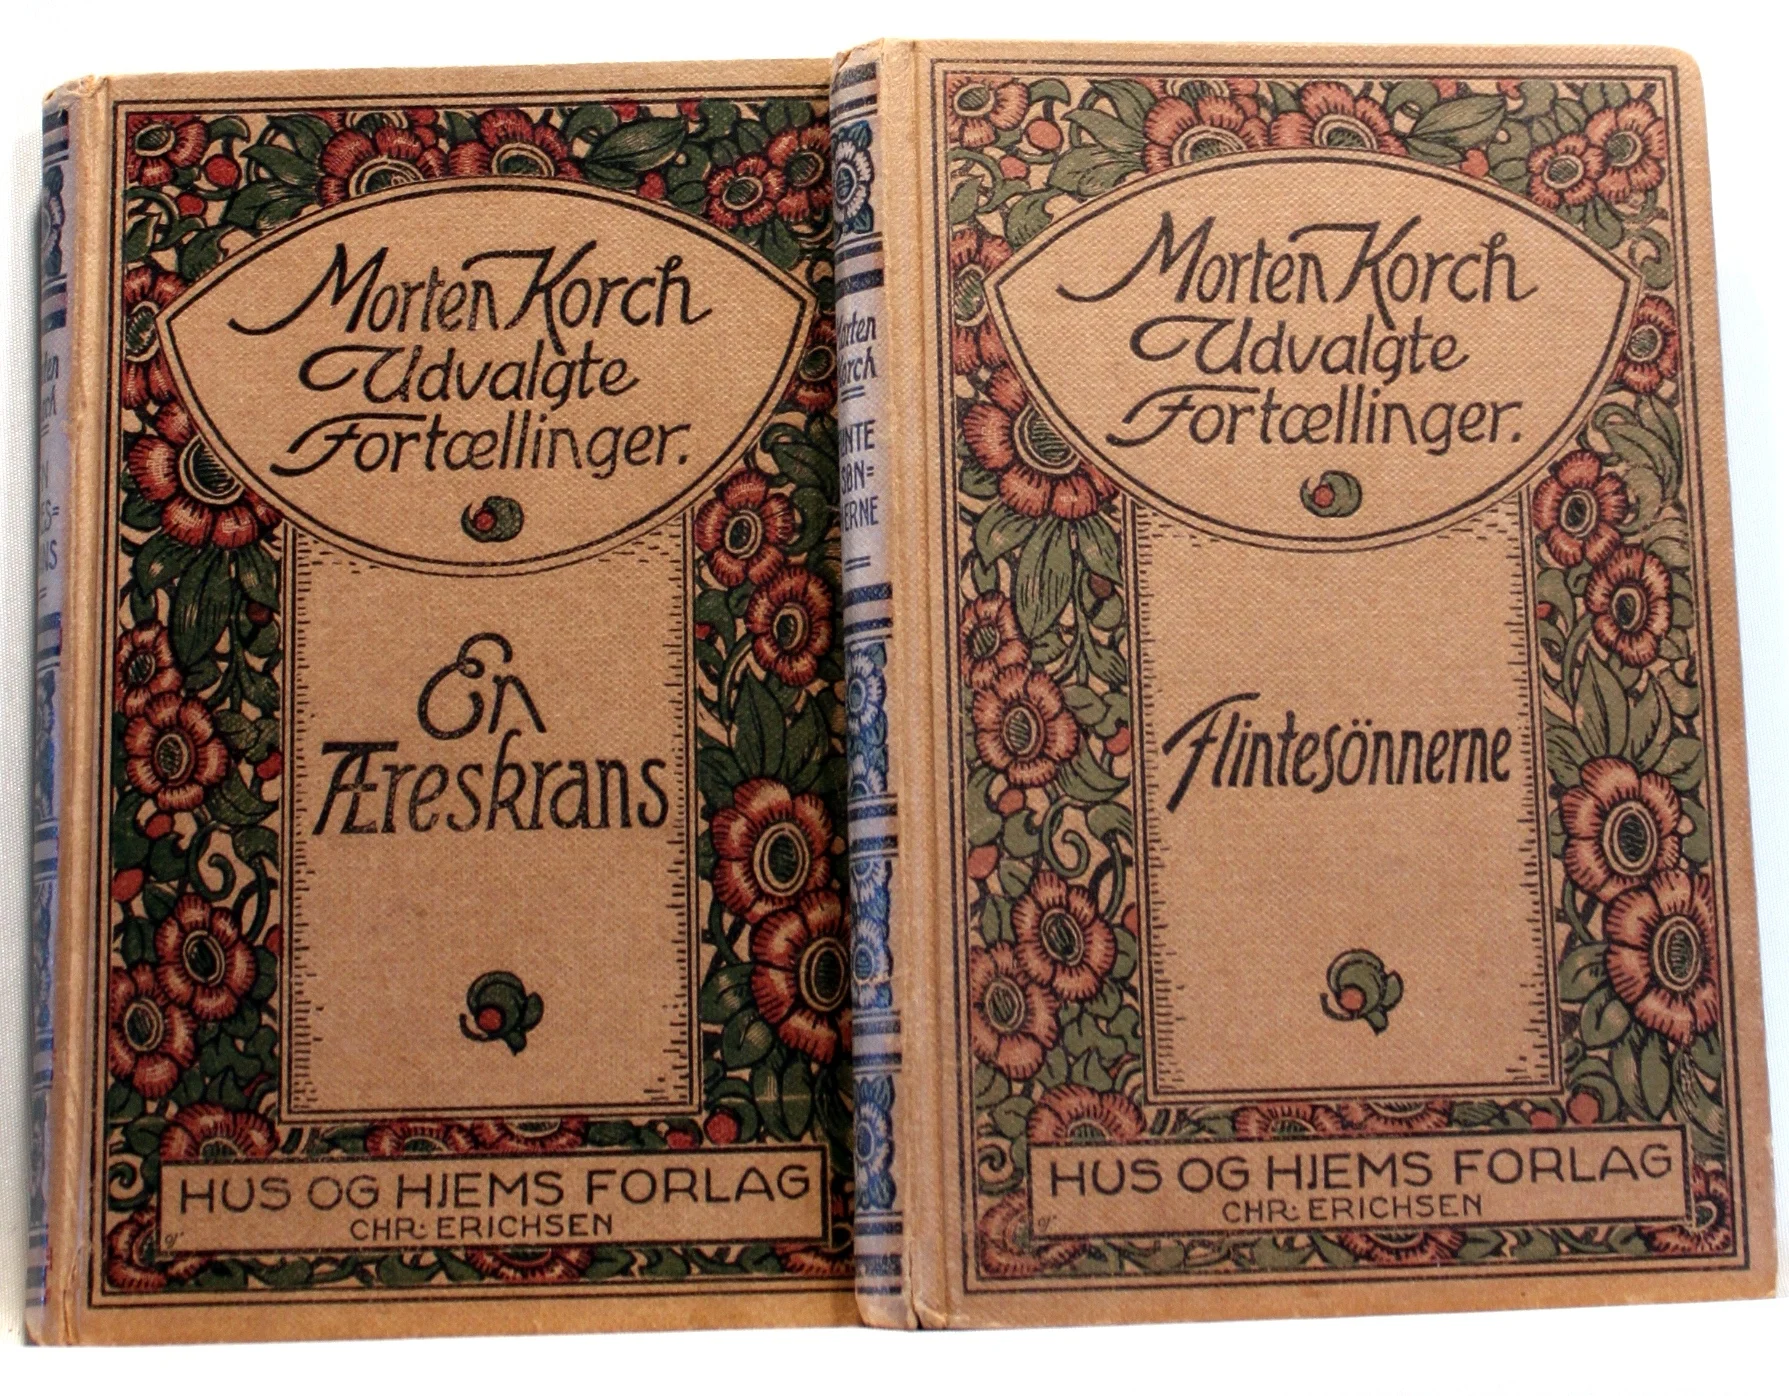 Morten Korch
Udvalgte
Fortællinger.
En
Æreskrans
HUS OG HJEMS FORLAG
CHR. ERICHSEN
Morten Korch
Udvalgte
Fortællinger.
Flintesönnerne
HUS OG HJEMS FORLAG
CHR. ERICHSEN